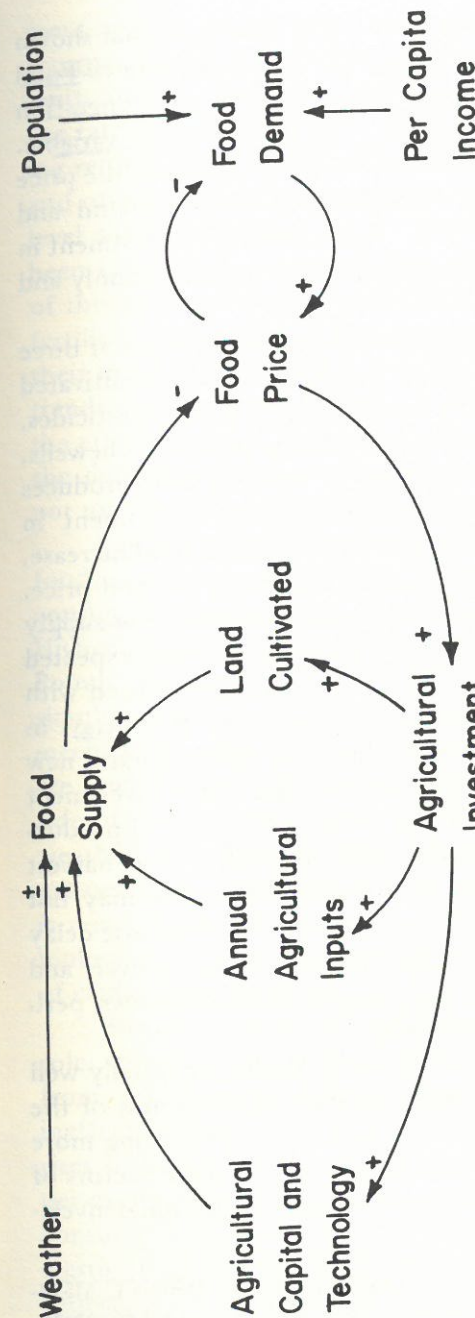 Weather
±
+ Food
Supply
+
+
Agricultural
Capital and
Technology
+
Annual
Agricultural
Inputs
+
Land
Cultivated
+
Agricultural
Investment
+
-
Food
Price
+
-
Population
+
Food
Demand
+
Per Capita
Income